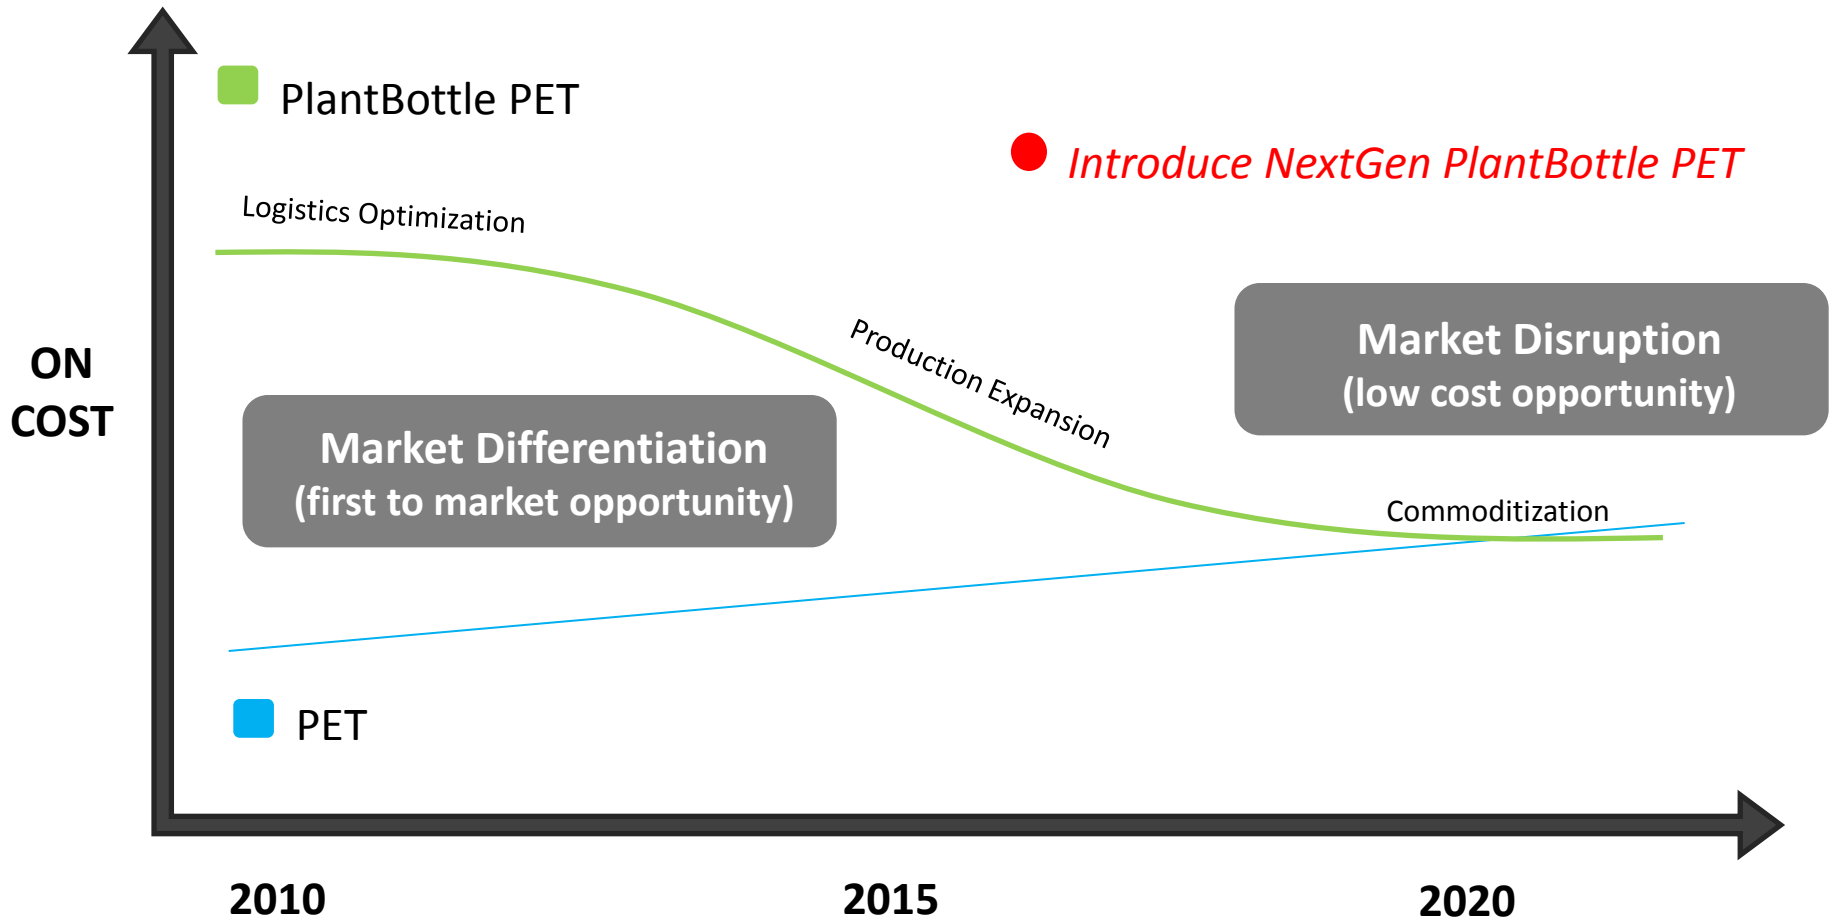 PlantBottle PET
Introduce NextGen PlantBottle PET
Logistics Optimization
Production Expansion
Market Disruption
(low cost opportunity)
ON
COST
Market Differentiation
(first to market opportunity)
Commoditization
PET
2010
2015
2020